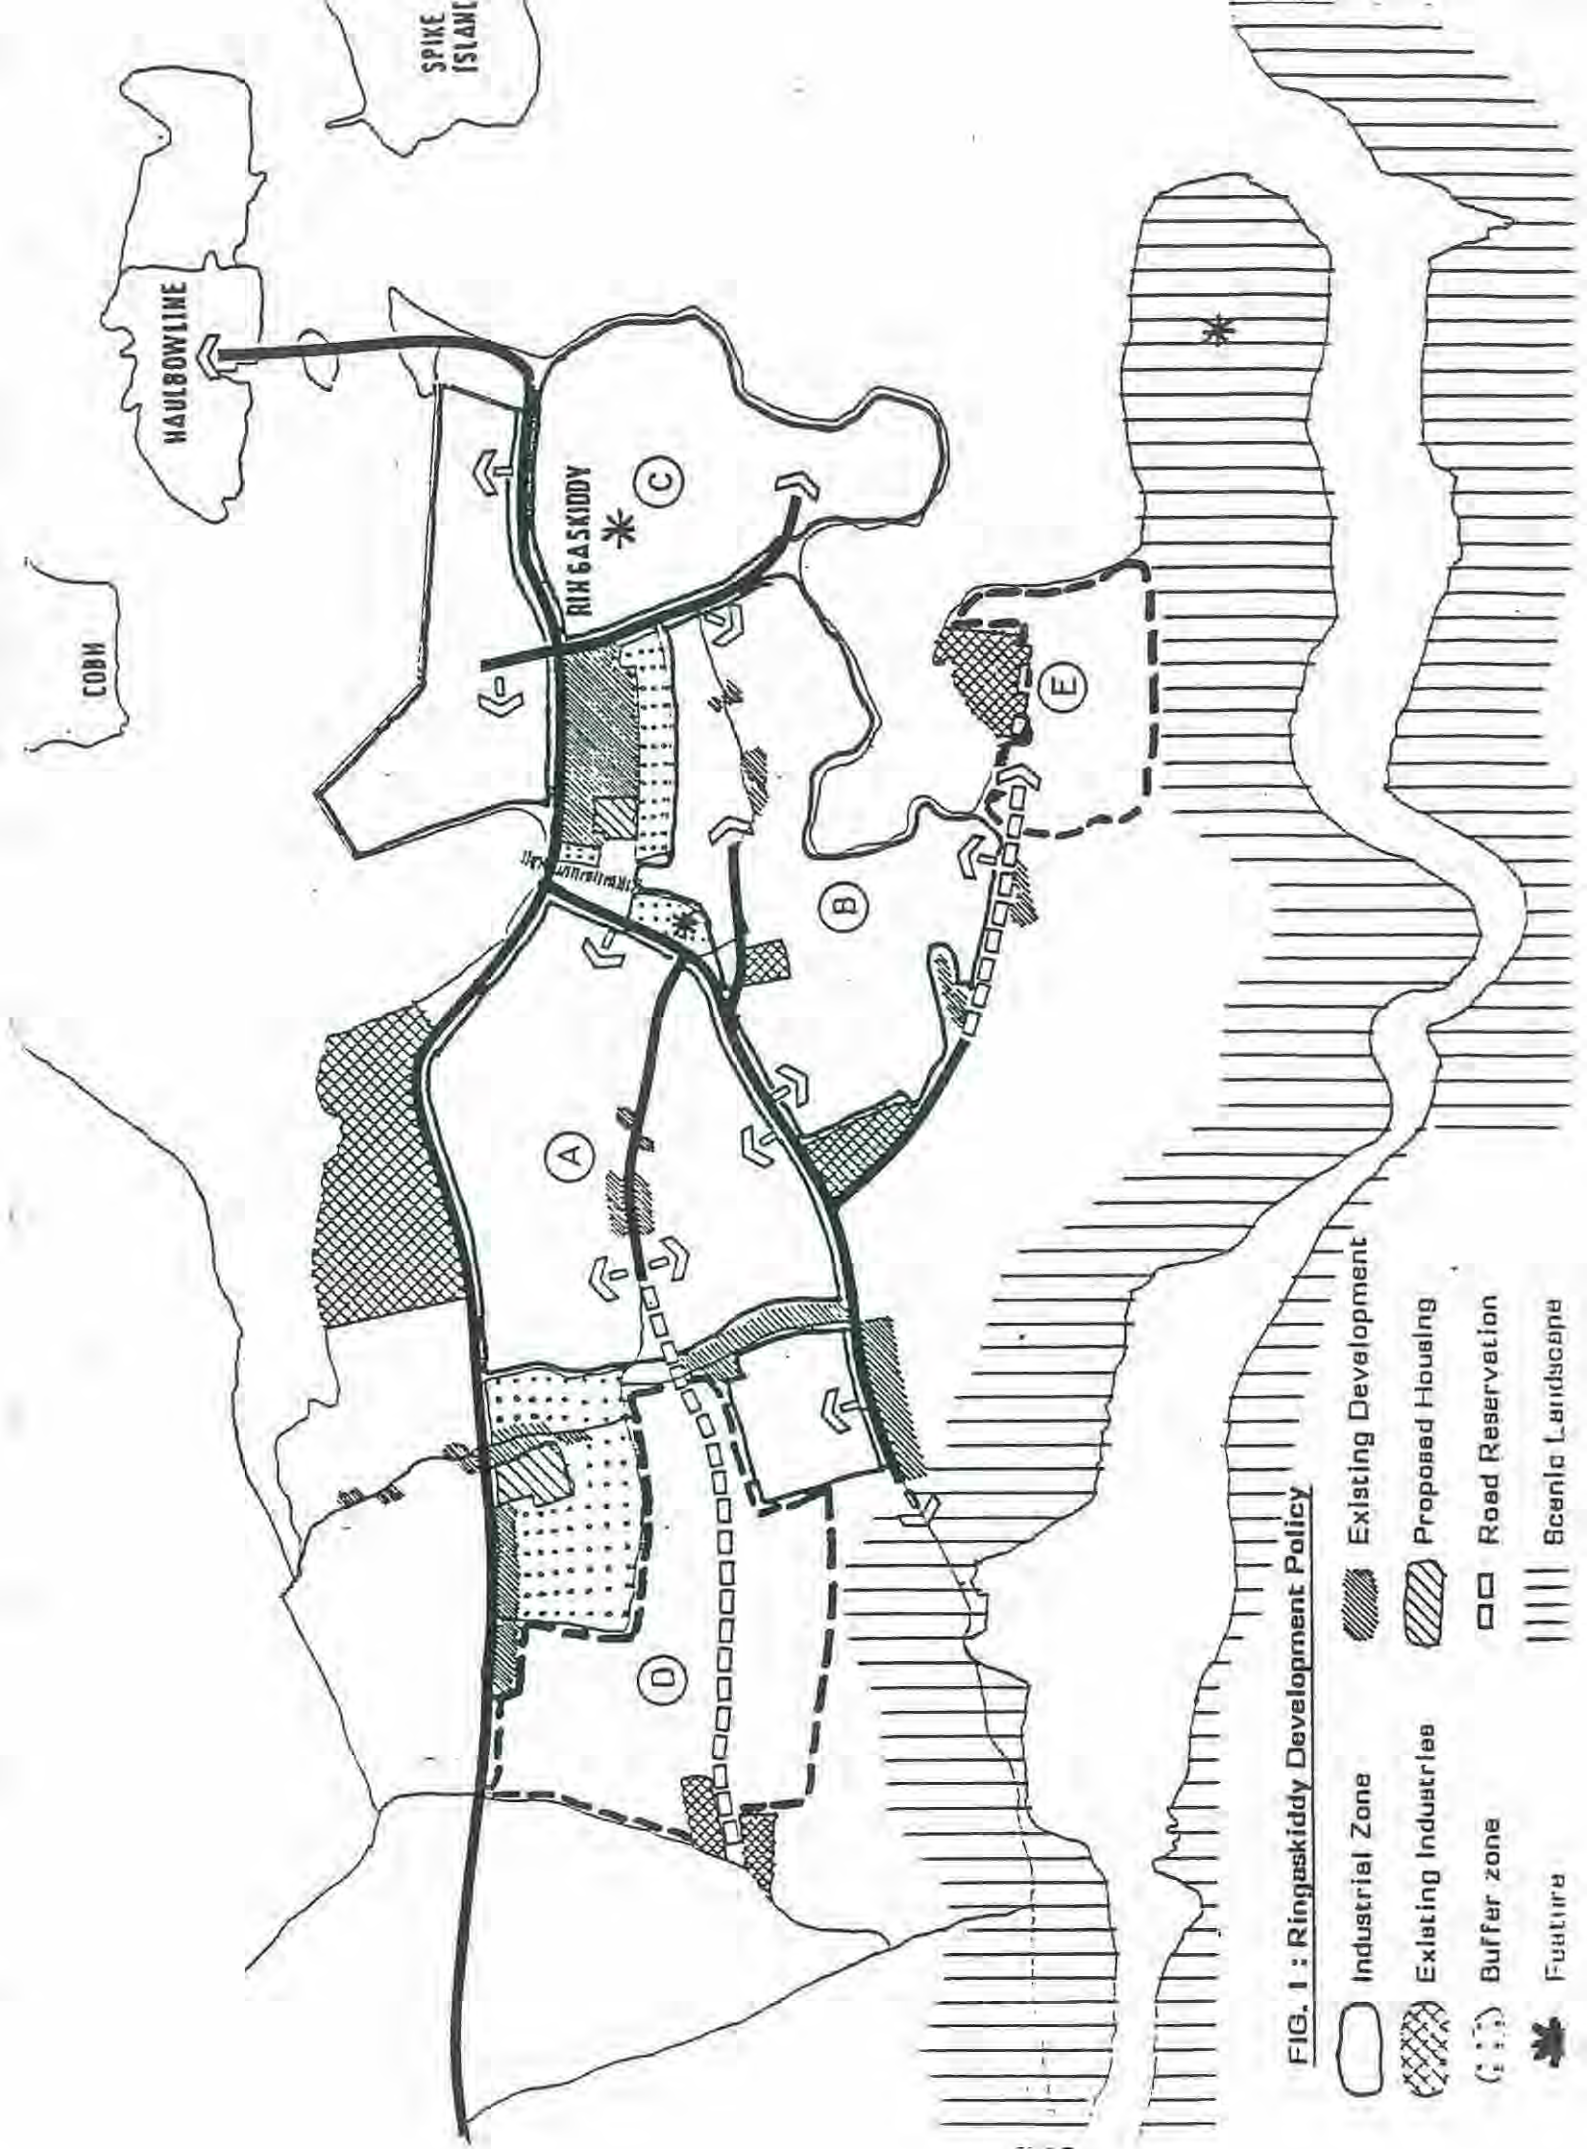 COBH
HAULBOWLINE
SPIKE
ISLAND
RINGASKIDDY
A
B
C
D
E
FIG. 1 : Ringaskiddy Development Policy
Industrial Zone
Existing Development
Existing Industries
Proposed Housing
Buffer zone
Road Reservation
Feature
Scenic Landscape